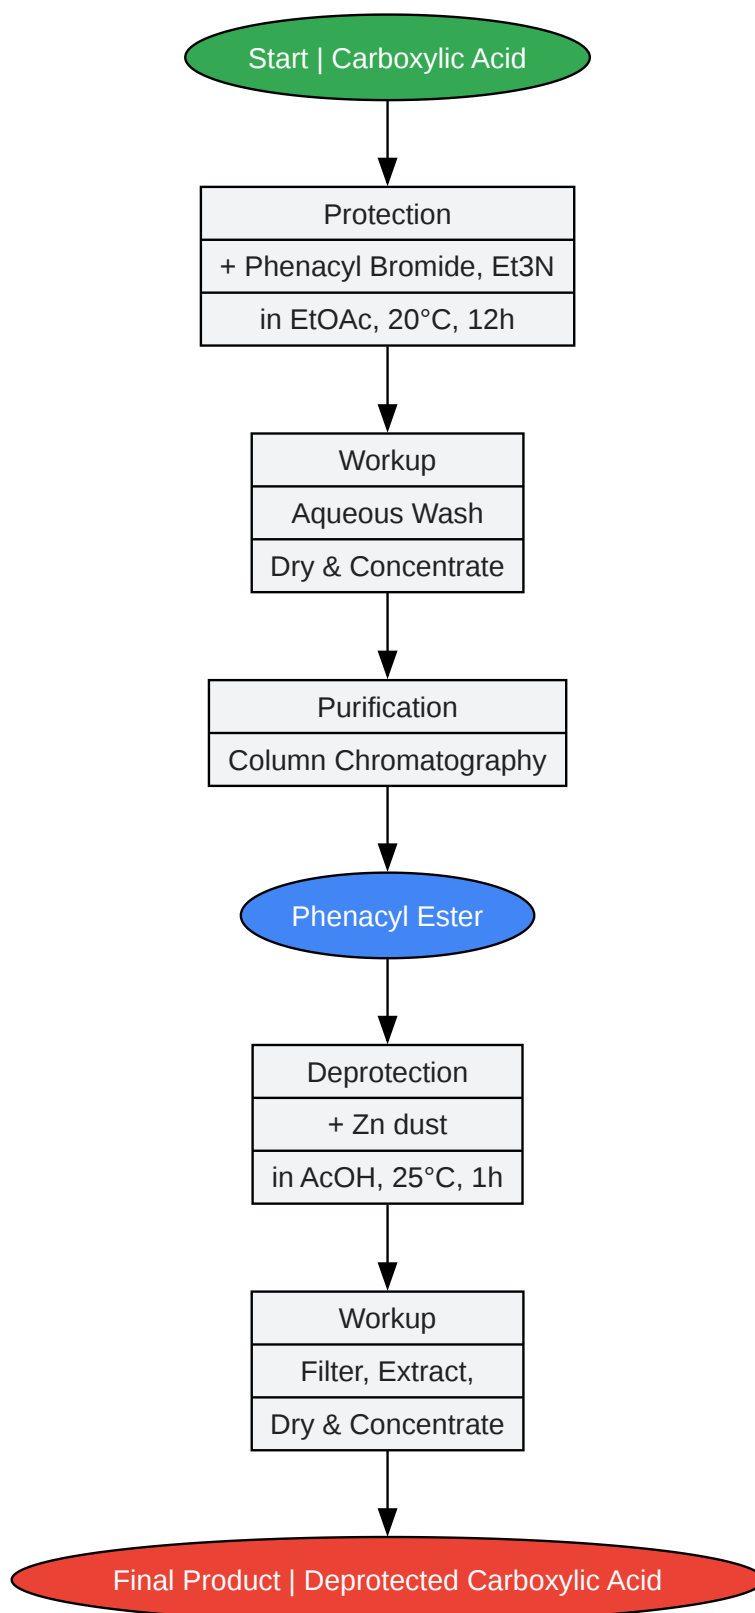 Start | Carboxylic Acid
Protection
+ Phenacyl Bromide, Et3N
in EtOAc, 20°C, 12h
Workup
Aqueous Wash
Dry & Concentrate
Purification
Column Chromatography
Phenacyl Ester
Deprotection
+ Zn dust
in AcOH, 25°C, 1h
Workup
Filter, Extract,
Dry & Concentrate
Final Product | Deprotected Carboxylic Acid